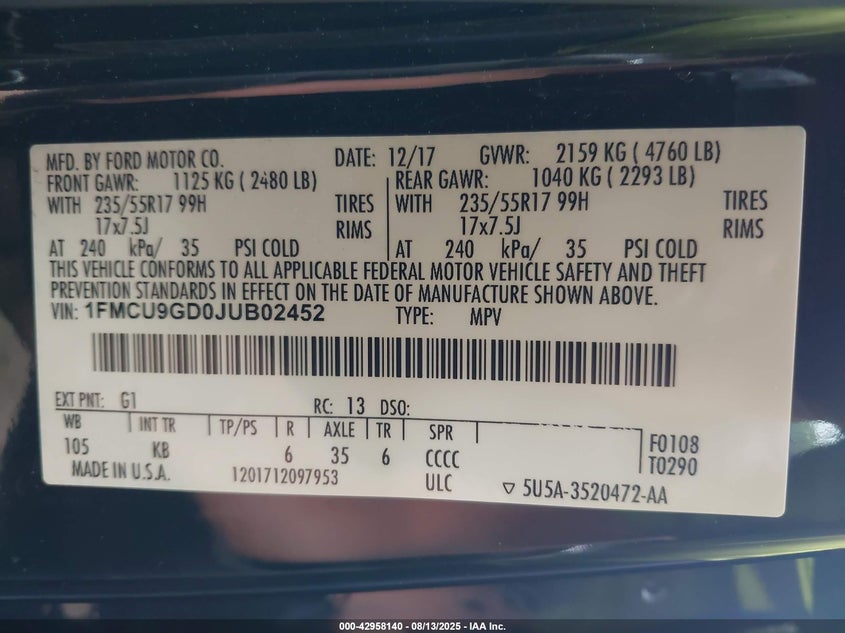 MFD. BY FORD MOTOR CO. DATE: 12/17 GVWR: 2159 KG ( 4760 LB)
FRONT GAWR: 1125 KG ( 2480 LB) REAR GAWR: 1040 KG ( 2293 LB)
WITH 235/55R17 99H TIRES WITH 235/55R17 99H TIRES
17x7.5J RIMS 17x7.5J RIMS
AT 240 kPa/ 35 PSI COLD AT 240 kPa/ 35 PSI COLD
THIS VEHICLE CONFORMS TO ALL APPLICABLE FEDERAL MOTOR VEHICLE SAFETY AND THEFT
PREVENTION STANDARDS IN EFFECT ON THE DATE OF MANUFACTURE SHOWN ABOVE.
VIN: 1FMCU9GD0JUB02452 TYPE: MPV
EXT PNT: G1 RC: 13 DSO:
WB INT TR TP/PS R AXLE TR SPR
105 KB 6 35 6 CCCC F0108
T0290
MADE IN U.S.A. 1201712097953 ULC ▽ 5U5A-3520472-AA
000-42958140 - 08/13/2025 - IAA Inc.